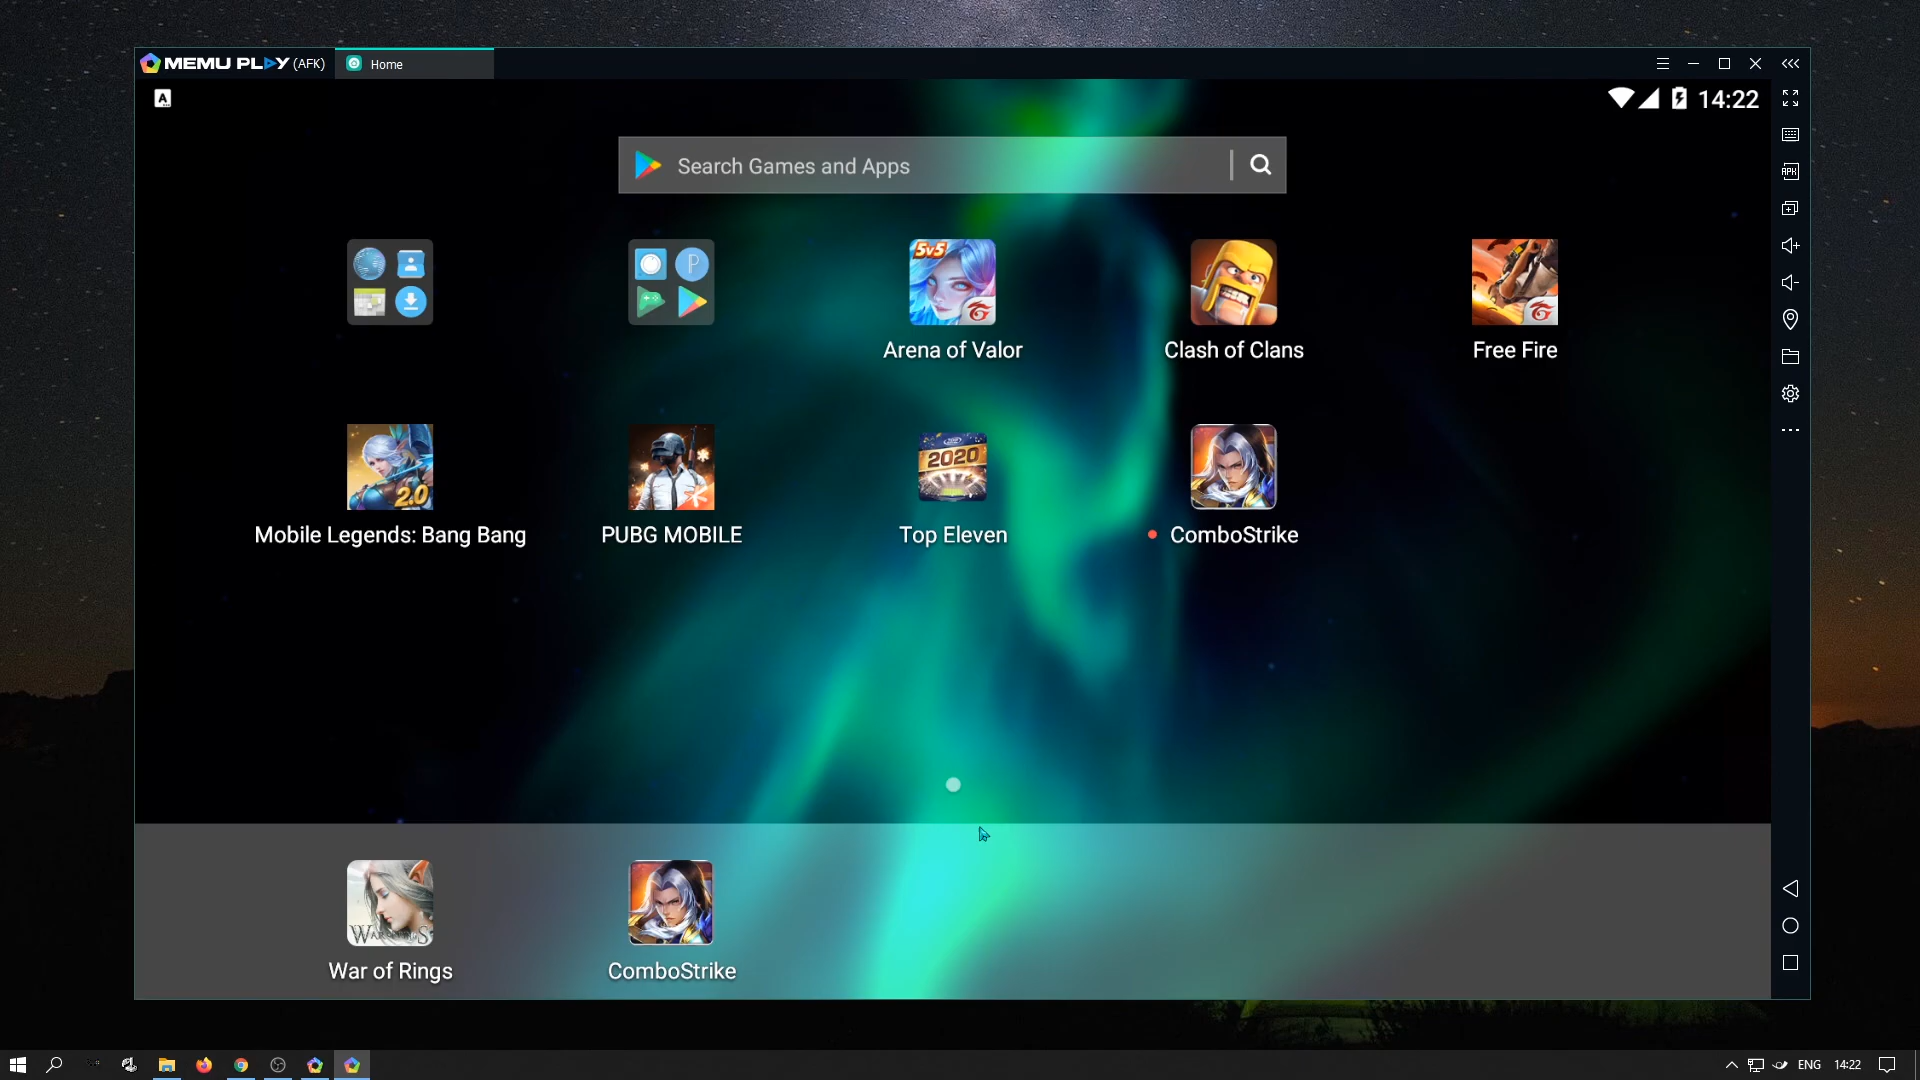 MEMU PLAY (AFK)
Home
A
14:22
Search Games and Apps
APK
P
5v5
Arena of Valor
Clash of Clans
Free Fire
2.0
2020
Mobile Legends: Bang Bang
PUBG MOBILE
Top Eleven
ComboStrike
War of Rings
ComboStrike
ENG
14:22